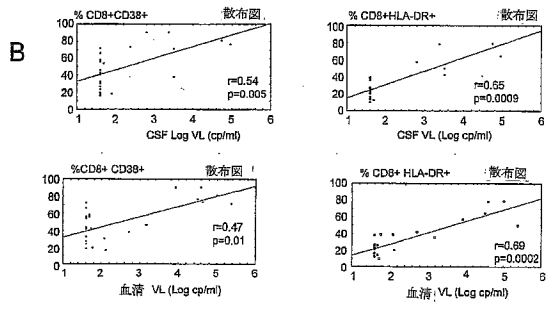 B
% CD8+CD38+ 散布図
100
80
60
40
20
0
r=0.54
p=0.005
1 2 3 4 5 6
CSF Log VL (cp/ml)
% CD8+HLA-DR+ 散布図
100
80
60
40
20
0
r=0.65
p=0.0009
1 2 3 4 5 6
CSF VL (Log cp/ml)
%CD8+ CD38+ 散布図
100
80
60
40
20
0
r=0.47
p=0.01
1 2 3 4 5 6
血清 VL (Log cp/ml)
% CD8+ HLA-DR+ 散布図
100
80
60
40
20
0
r=0.69
p=0.0002
1 2 3 4 5 6
血清 VL (Log cp/ml)